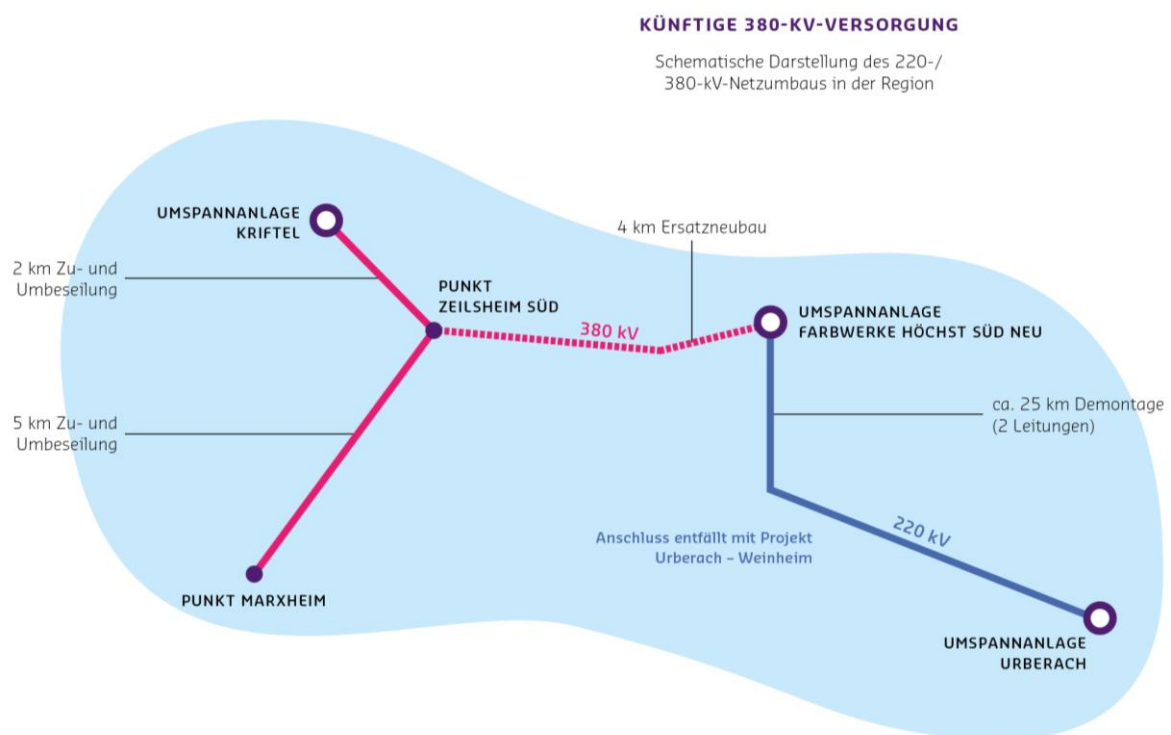 KÜNFTIGE 380-KV-VERSORGUNG
Schematische Darstellung des 220-/
380-kV-Netzumbaus in der Region
UMSPANNANLAGE
KRIFTEL
4 km Ersatzneubau
2 km Zu- und
Umbeseilung
PUNKT
ZEILSHEIM SÜD
380 kV
UMSPANNANLAGE
FARBWERKE HÖCHST SÜD NEU
ca. 25 km Demontage
(2 Leitungen)
5 km Zu- und
Umbeseilung
220 kV
Anschluss entfällt mit Projekt
Urberach – Weinheim
PUNKT MARXHEIM
UMSPANNANLAGE
URBERACH